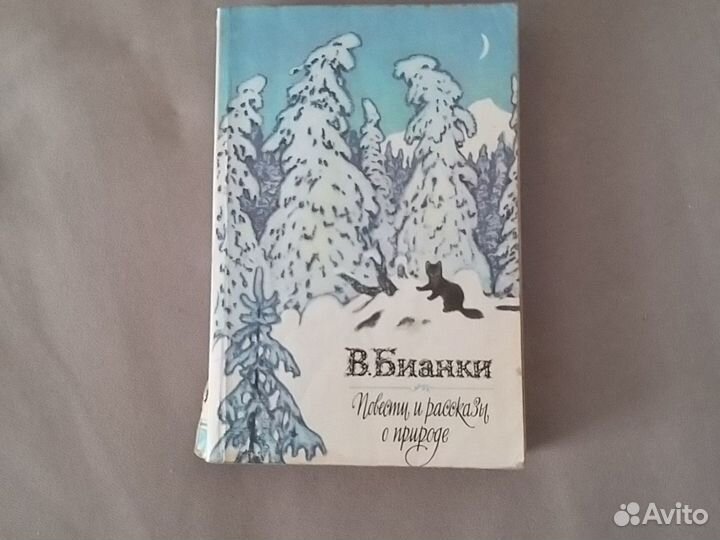 В. Бианки
Повести и рассказы
о природе
Avito